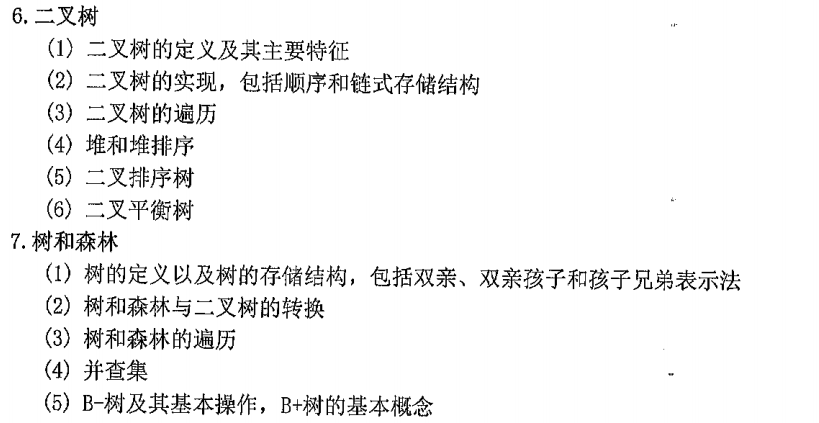 6.二叉树
(1) 二叉树的定义及其主要特征
(2) 二叉树的实现，包括顺序和链式存储结构
(3) 二叉树的遍历
(4) 堆和堆排序
(5) 二叉排序树
(6) 二叉平衡树
7.树和森林
(1) 树的定义以及树的存储结构，包括双亲、双亲孩子和孩子兄弟表示法
(2) 树和森林与二叉树的转换
(3) 树和森林的遍历
(4) 并查集
(5) B-树及其基本操作，B+树的基本概念